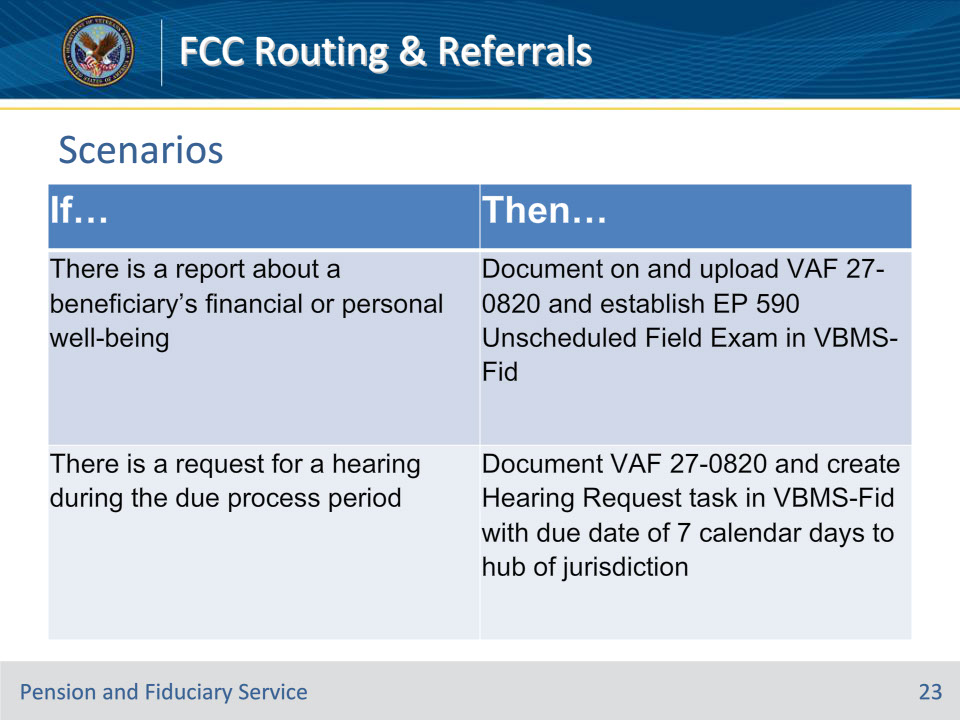 FCC Routing & Referrals
Scenarios
If…
Then…
There is a report about a
beneficiary’s financial or personal
well-being
Document on and upload VAF 27-
0820 and establish EP 590
Unscheduled Field Exam in VBMS-
Fid
There is a request for a hearing
during the due process period
Document VAF 27-0820 and create
Hearing Request task in VBMS-Fid
with due date of 7 calendar days to
hub of jurisdiction
Pension and Fiduciary Service
23